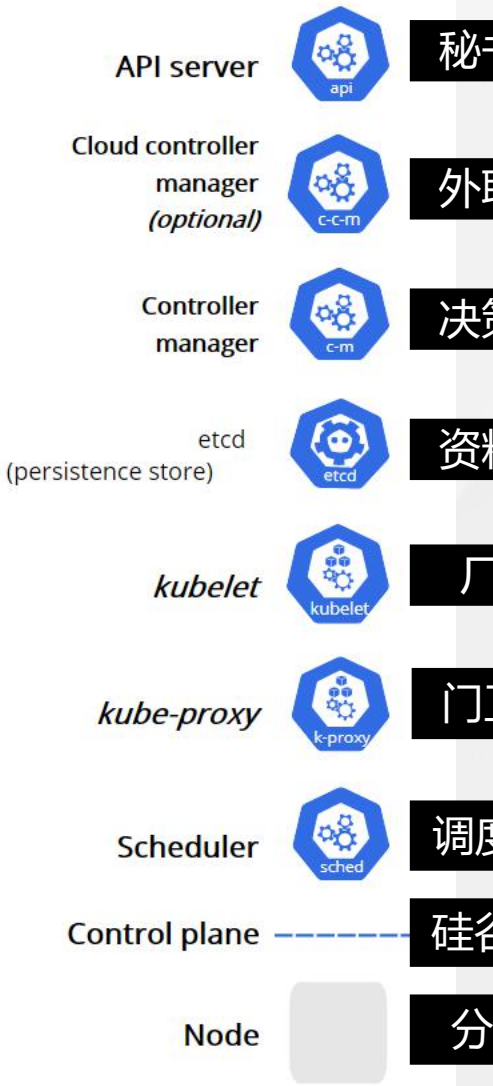 API server
api
秘
Cloud controller
manager
(optional)
c-c-m
外
Controller
manager
c-m
决
etcd
(persistence store)
etcd
资
kubelet
kubelet
厂
kube-proxy
k-proxy
门
Scheduler
sched
调
Control plane
硅
Node
分